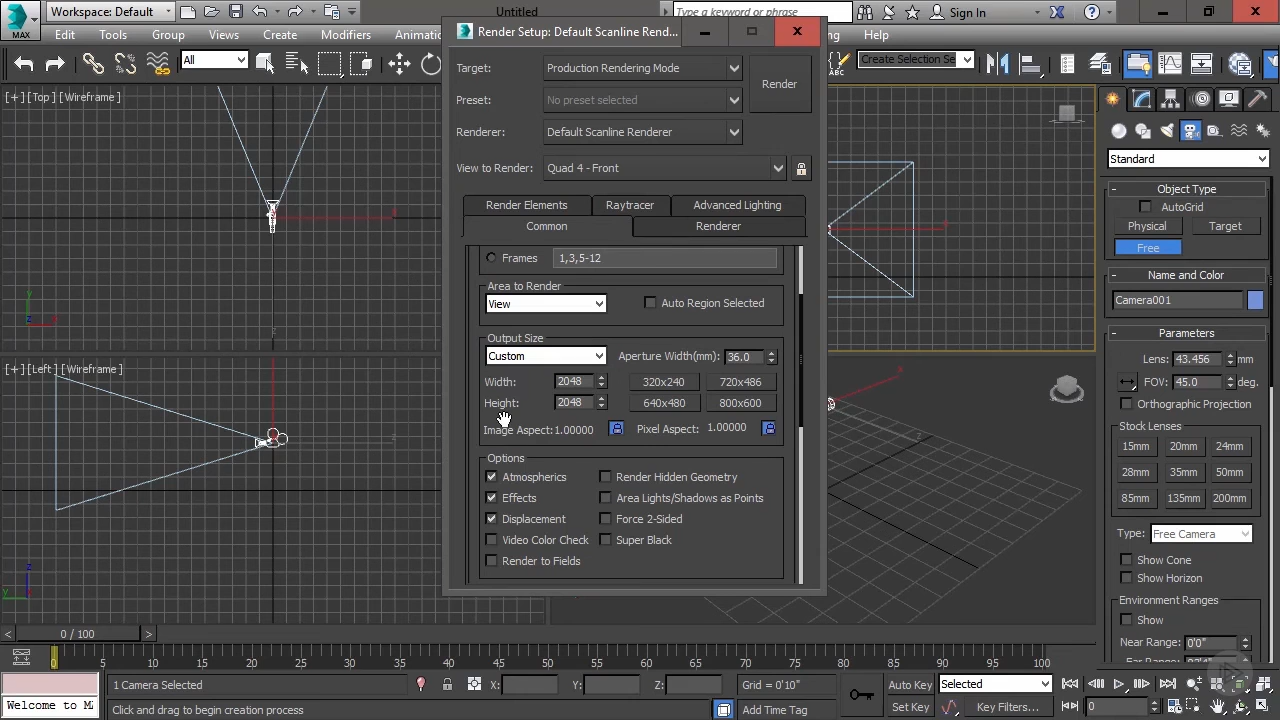 Workspace: Default
Untitled
Type a keyword or phrase
Sign In
MAX
Edit
Tools
Group
Views
Create
Modifiers
Animatio
Help
All
Create Selection Se
[+] [Top] [Wireframe]
[+] [Left] [Wireframe]
Render Setup: Default Scanline Rend...
Target:
Production Rendering Mode
Render
Preset:
No preset selected
Renderer:
Default Scanline Renderer
View to Render:
Quad 4 - Front
Render Elements
Raytracer
Advanced Lighting
Common
Renderer
Frames
1,3,5-12
Area to Render
View
Auto Region Selected
Output Size
Custom
Aperture Width(mm):
36.0
Width:
2048
320x240
720x486
Height:
2048
640x480
800x600
Image Aspect:
1.00000
Pixel Aspect:
1.00000
Options
Atmospherics
Render Hidden Geometry
Effects
Area Lights/Shadows as Points
Displacement
Force 2-Sided
Video Color Check
Super Black
Render to Fields
Standard
- Object Type
AutoGrid
Physical
Target
Free
- Name and Color
Camera001
- Parameters
Lens: 43.456 mm
FOV: 45.0 deg.
Orthographic Projection
Stock Lenses
15mm
20mm
24mm
28mm
35mm
50mm
85mm
135mm
200mm
Type: Free Camera
Show Cone
Show Horizon
Environment Ranges
Show
Near Range: 0'0"
< 0 / 100 >
0 5 10 15 20 25 30 35 40 45 50 55 60 65 70 75 80 85 90 95 100
1 Camera Selected
X:
Y:
Z:
Grid = 0'10"
Auto Key
Selected
Welcome to MA
Click and drag to begin creation process
Add Time Tag
Set Key
Key Filters...
0